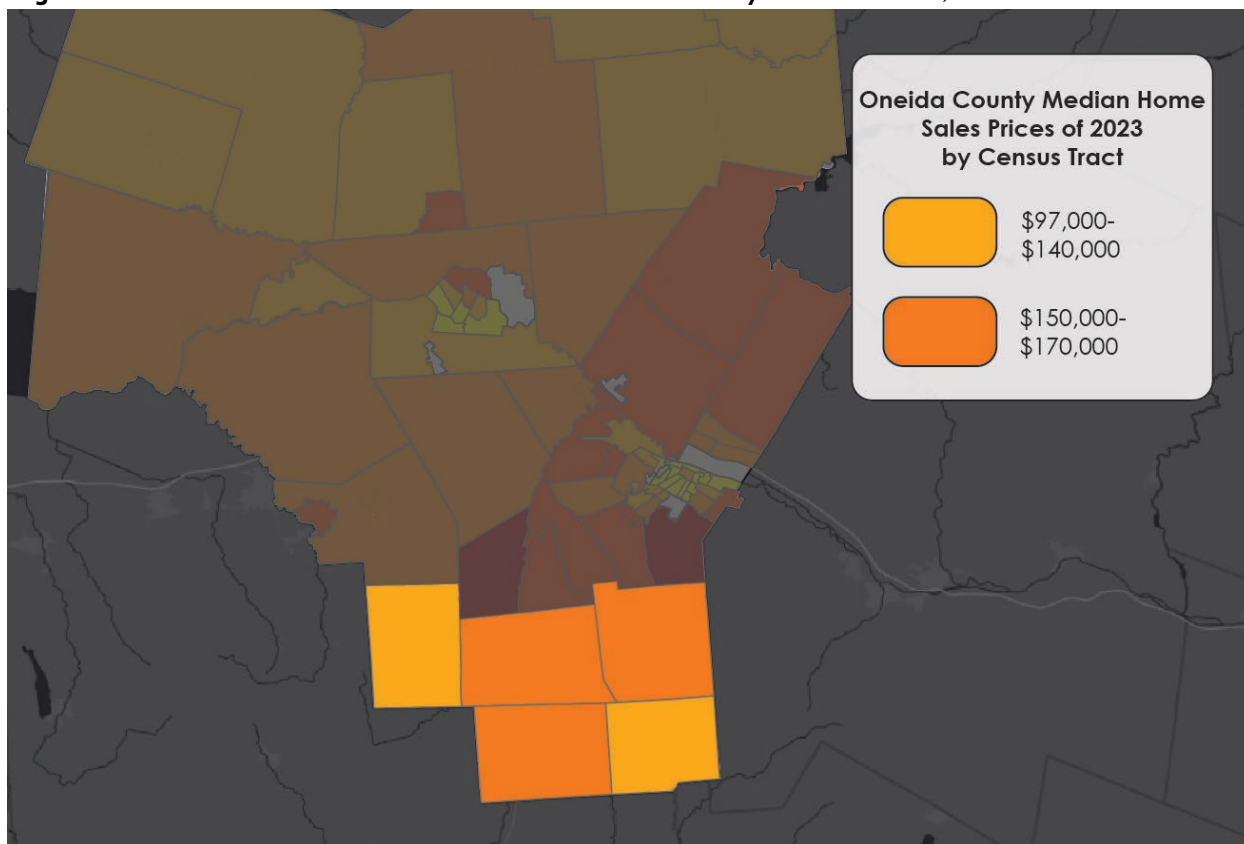 Oneida County Median Home
Sales Prices of 2023
by Census Tract
$97,000-
$140,000
$150,000-
$170,000